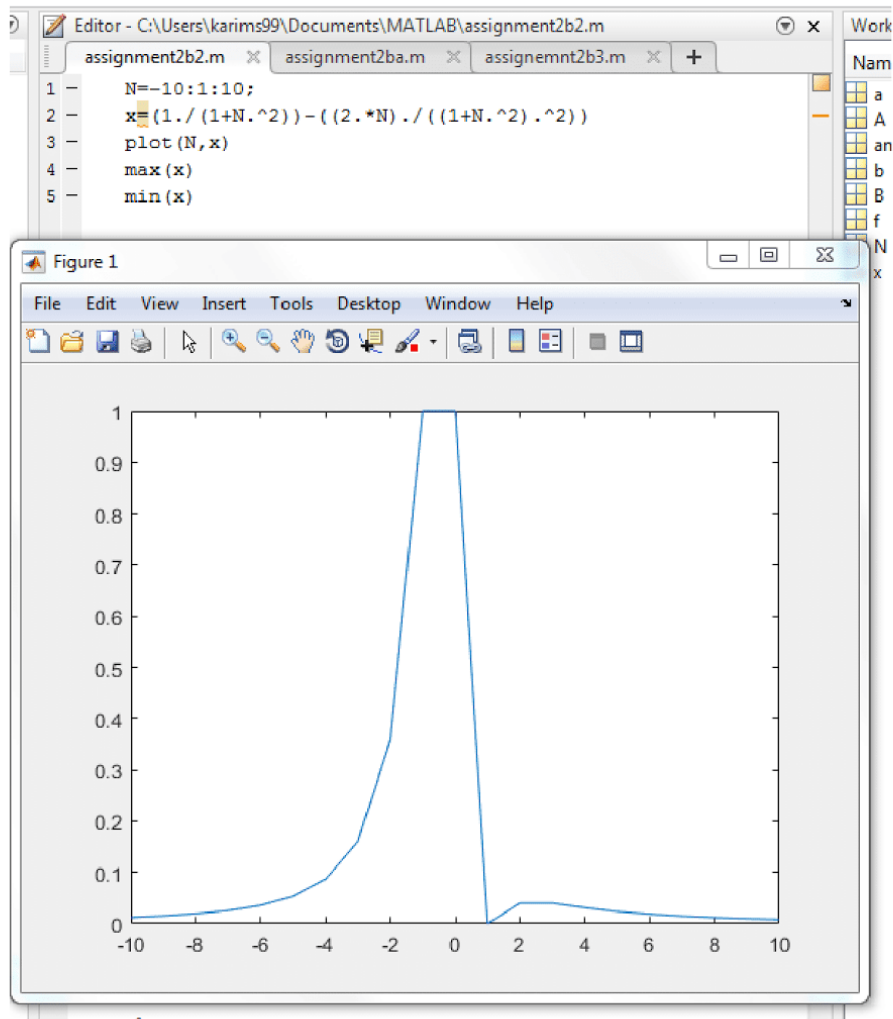 Editor - C:\Users\karims99\Documents\MATLAB\assignment2b2.m
Work
assignment2b2.m assignment2ba.m assignemnt2b3.m +
Nam
1 N=-10:1:10;
2 x=(1./(1+N.^2))-((2.*N)./((1+N.^2).^2))
3 plot(N,x)
4 max(x)
5 min(x)
a
A
an
b
B
f
N
x
Figure 1
File Edit View Insert Tools Desktop Window Help
1
0.9
0.8
0.7
0.6
0.5
0.4
0.3
0.2
0.1
0
-10 -8 -6 -4 -2 0 2 4 6 8 10